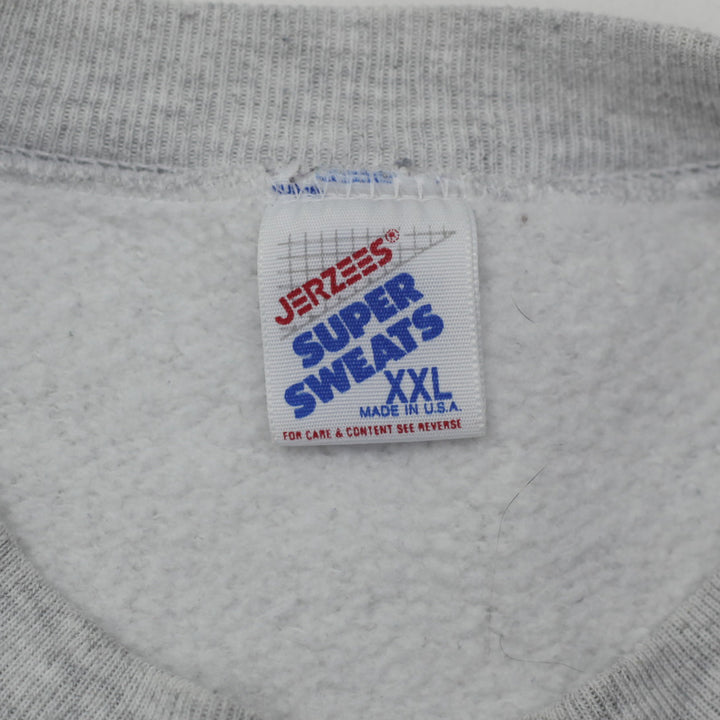 JERZEES®
SUPER
SWEATS
XXL
MADE IN U.S.A.
FOR CARE & CONTENT SEE REVERSE